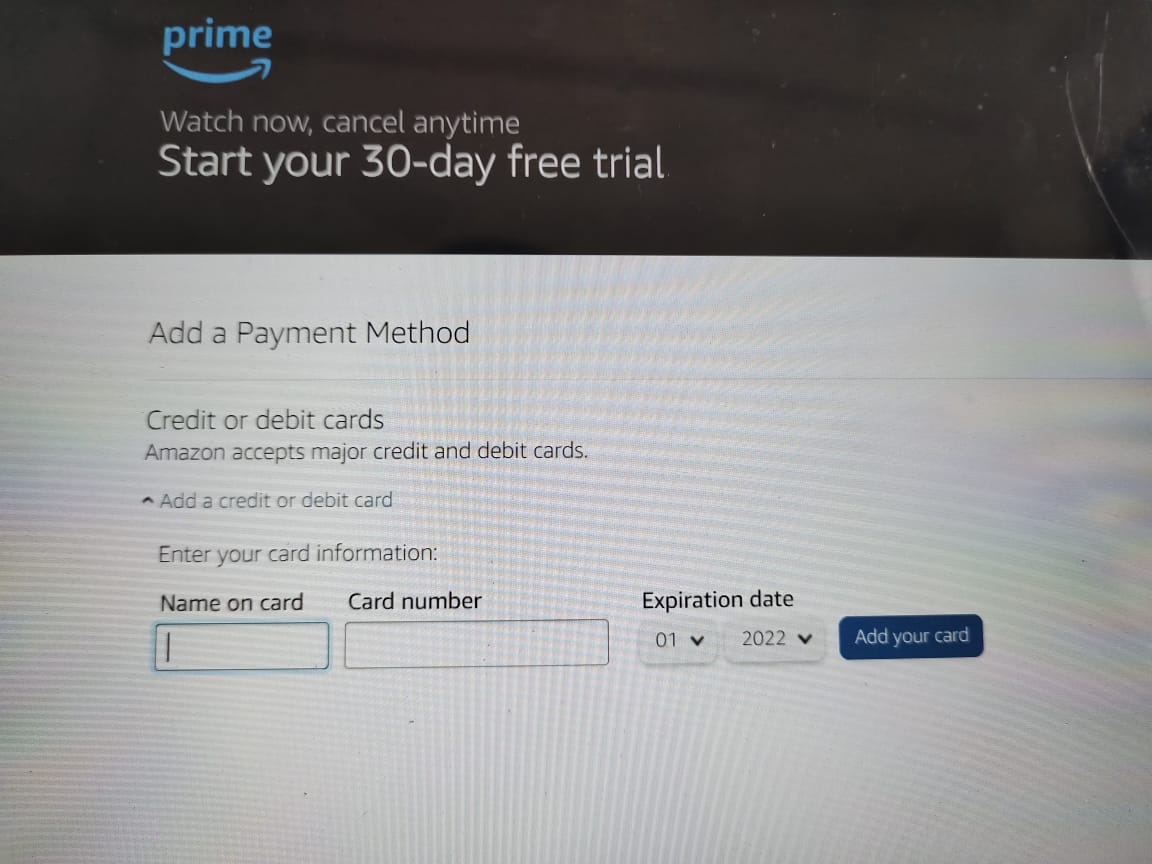 prime
Watch now, cancel anytime
Start your 30-day free trial
Add a Payment Method
Credit or debit cards
Amazon accepts major credit and debit cards.
Add a credit or debit card
Enter your card information:
Name on card Card number Expiration date
01 2022 Add your card